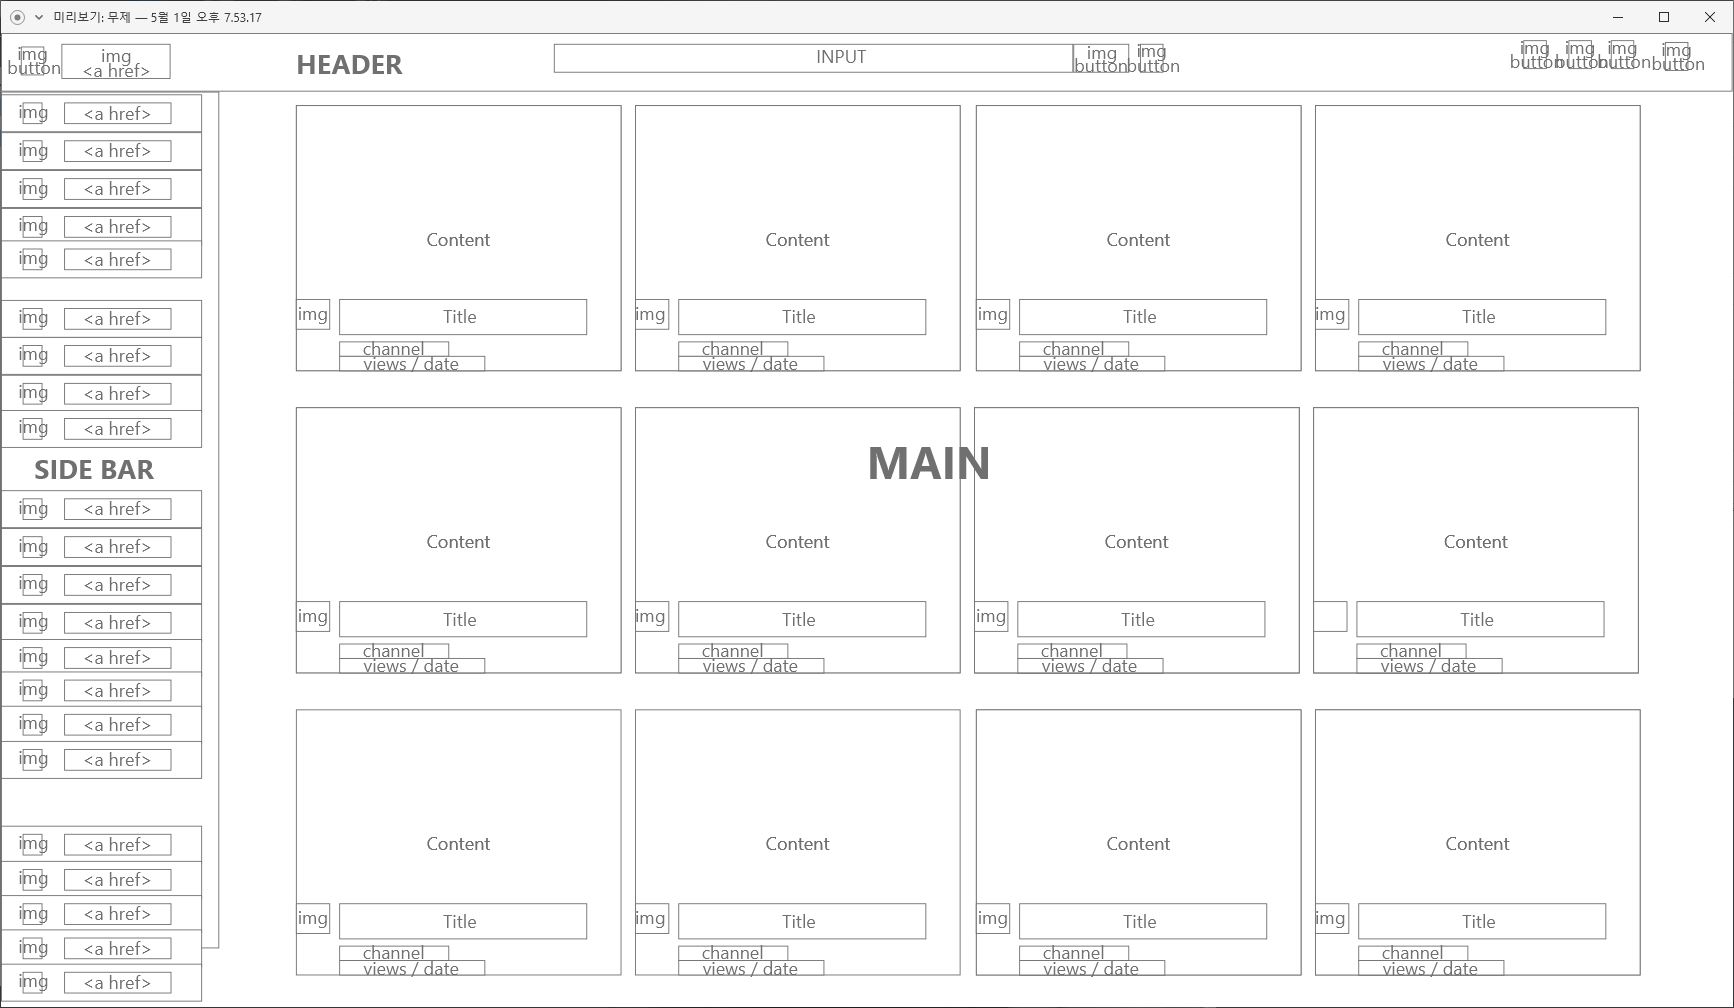 미리보기: 무제 — 5월 1일 오후 7.53.17
img
button
img
<a href>
HEADER
INPUT
img
button
img
button
img
button
img
button
img
button
img
button
img <a href>
img <a href>
img <a href>
img <a href>
img <a href>
img <a href>
img <a href>
img <a href>
img <a href>
SIDE BAR
img <a href>
img <a href>
img <a href>
img <a href>
img <a href>
img <a href>
img <a href>
img <a href>
img <a href>
img <a href>
img <a href>
img <a href>
img <a href>
Content
img Title
channel
views / date
Content
img Title
channel
views / date
Content
img Title
channel
views / date
Content
img Title
channel
views / date
MAIN
Content
img Title
channel
views / date
Content
img Title
channel
views / date
Content
img Title
channel
views / date
Content
Title
channel
views / date
Content
img Title
channel
views / date
Content
img Title
channel
views / date
Content
img Title
channel
views / date
Content
img Title
channel
views / date